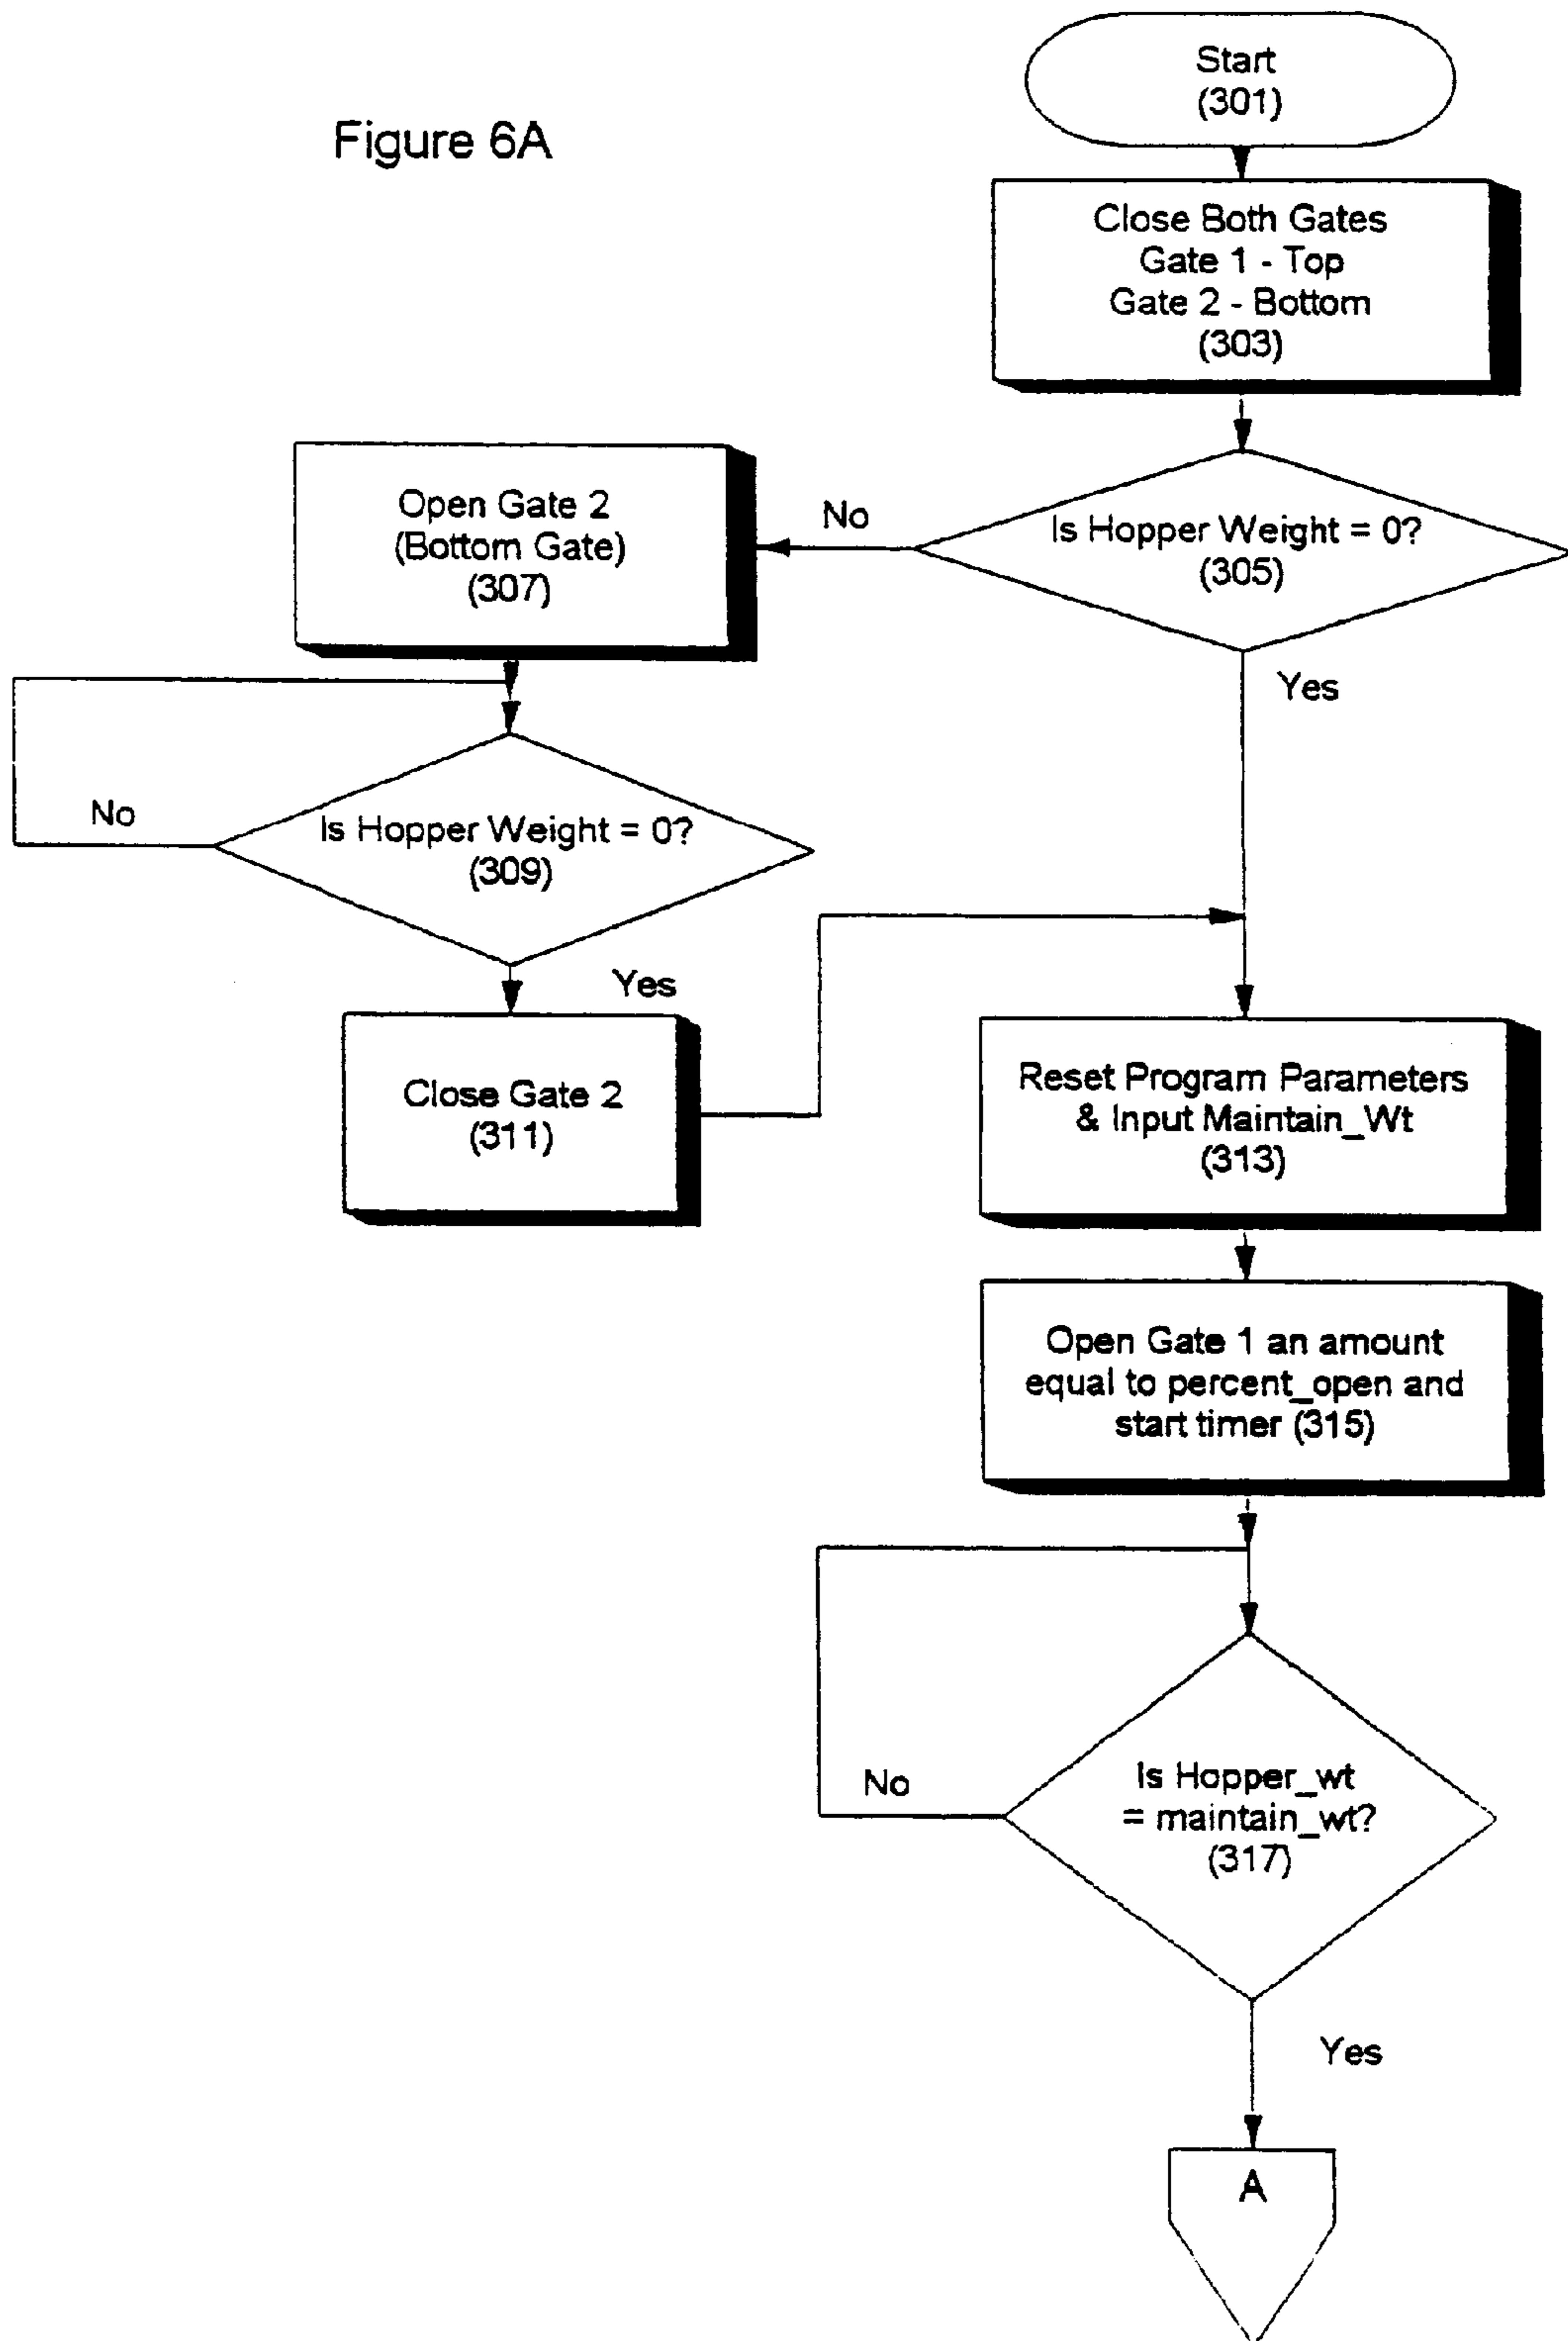 Figure 6A
Start
(301)
Close Both Gates
Gate 1 - Top
Gate 2 - Bottom
(303)
Is Hopper Weight = 0?
(305)
No
Yes
Open Gate 2
(Bottom Gate)
(307)
Is Hopper Weight = 0?
(309)
No
Yes
Close Gate 2
(311)
Reset Program Parameters
& Input Maintain_Wt
(313)
Open Gate 1 an amount
equal to percent_open and
start timer (315)
Is Hopper_wt
= maintain_wt?
(317)
No
Yes
A